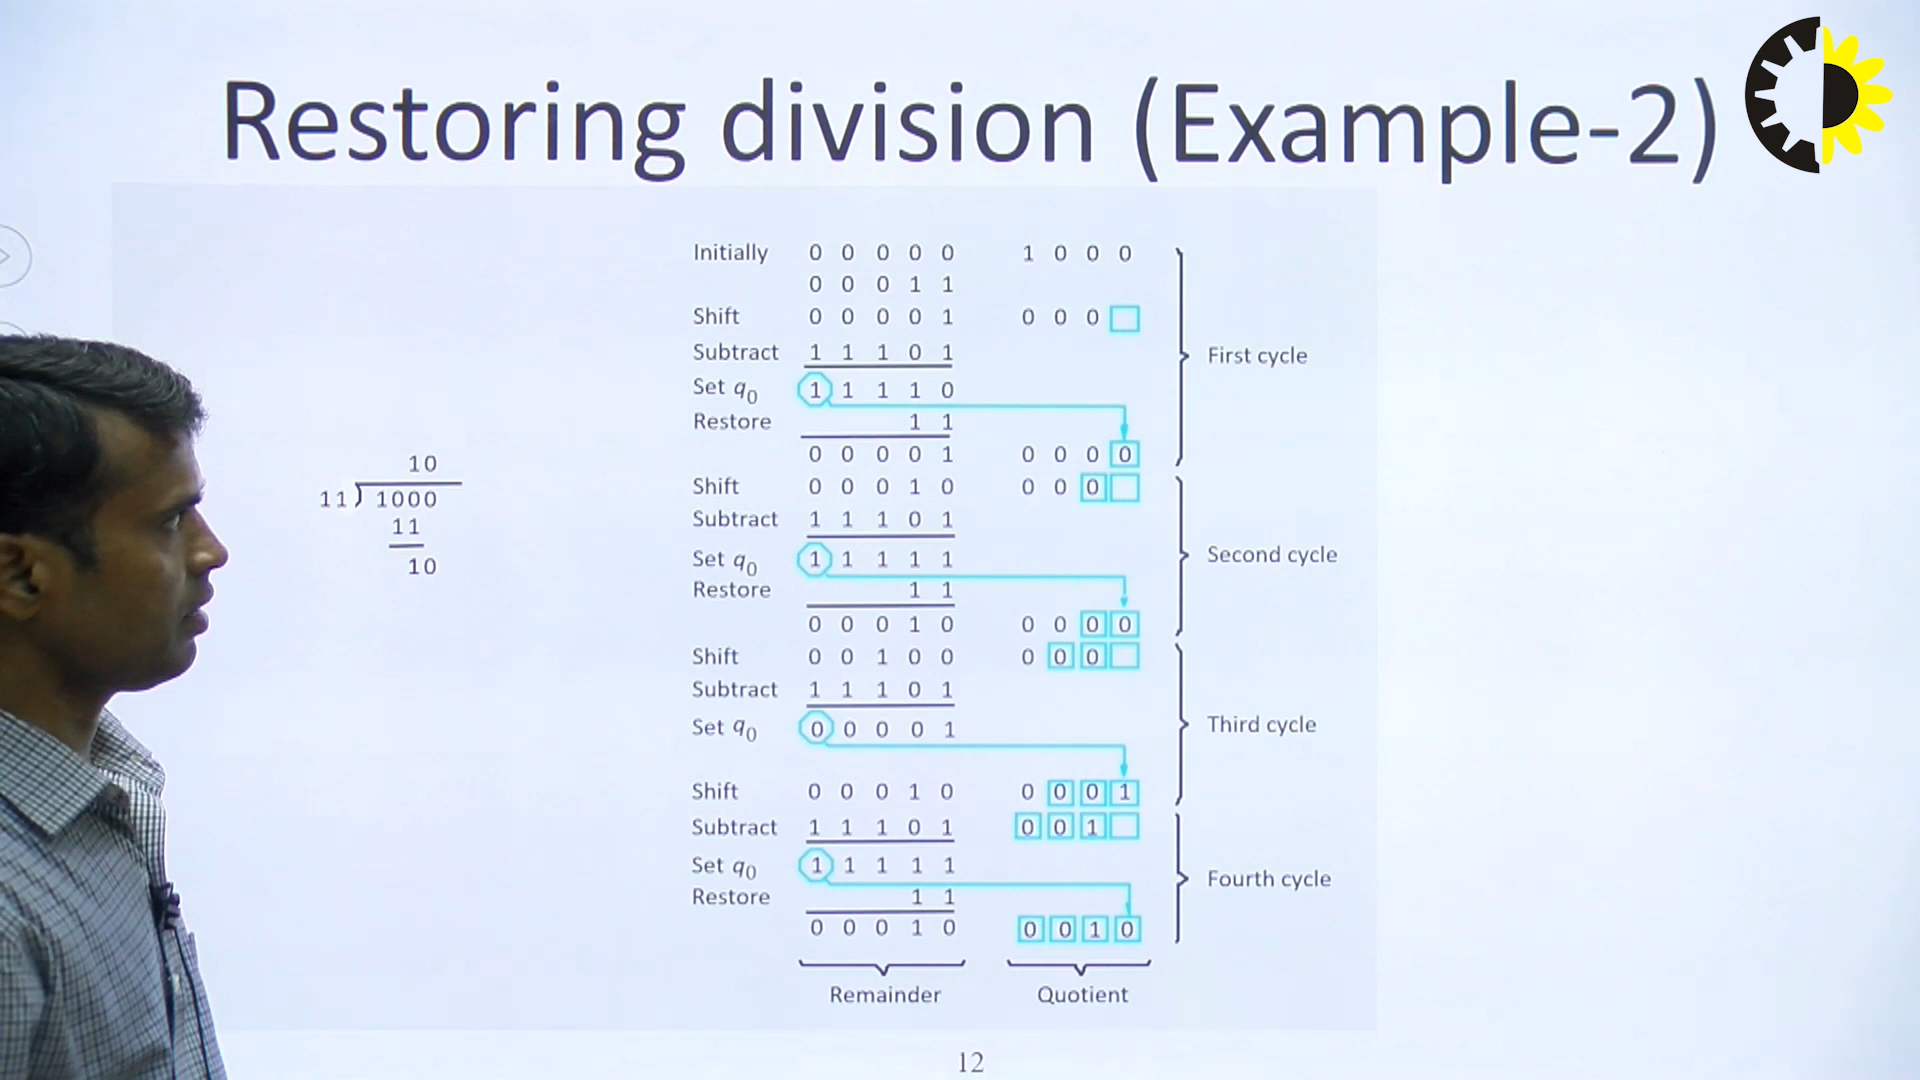 Restoring division (Example-2)
10
11 ) 1000
11
10
Initially 0 0 0 0 0 1 0 0 0
0 0 0 1 1
Shift 0 0 0 0 1 0 0 0
Subtract 1 1 1 0 1
Set q0 1 1 1 1 0
Restore 1 1
0 0 0 0 1 0 0 0 0
First cycle
Shift 0 0 0 1 0 0 0 0
Subtract 1 1 1 0 1
Set q0 1 1 1 1 1
Restore 1 1
0 0 0 1 0 0 0 0 0
Second cycle
Shift 0 0 1 0 0 0 0 0
Subtract 1 1 1 0 1
Set q0 0 0 0 0 1
Third cycle
Shift 0 0 0 1 0 0 0 0 1
Subtract 1 1 1 0 1 0 0 1
Set q0 1 1 1 1 1
Restore 1 1
0 0 0 1 0 0 0 1 0
Fourth cycle
Remainder Quotient
12